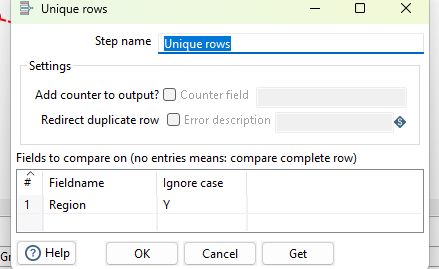 Unique rows
Step name Unique rows
Settings
Add counter to output? Counter field
Redirect duplicate row Error description
Fields to compare on (no entries means: compare complete row)
# Fieldname Ignore case
1 Region Y
Help OK Cancel Get